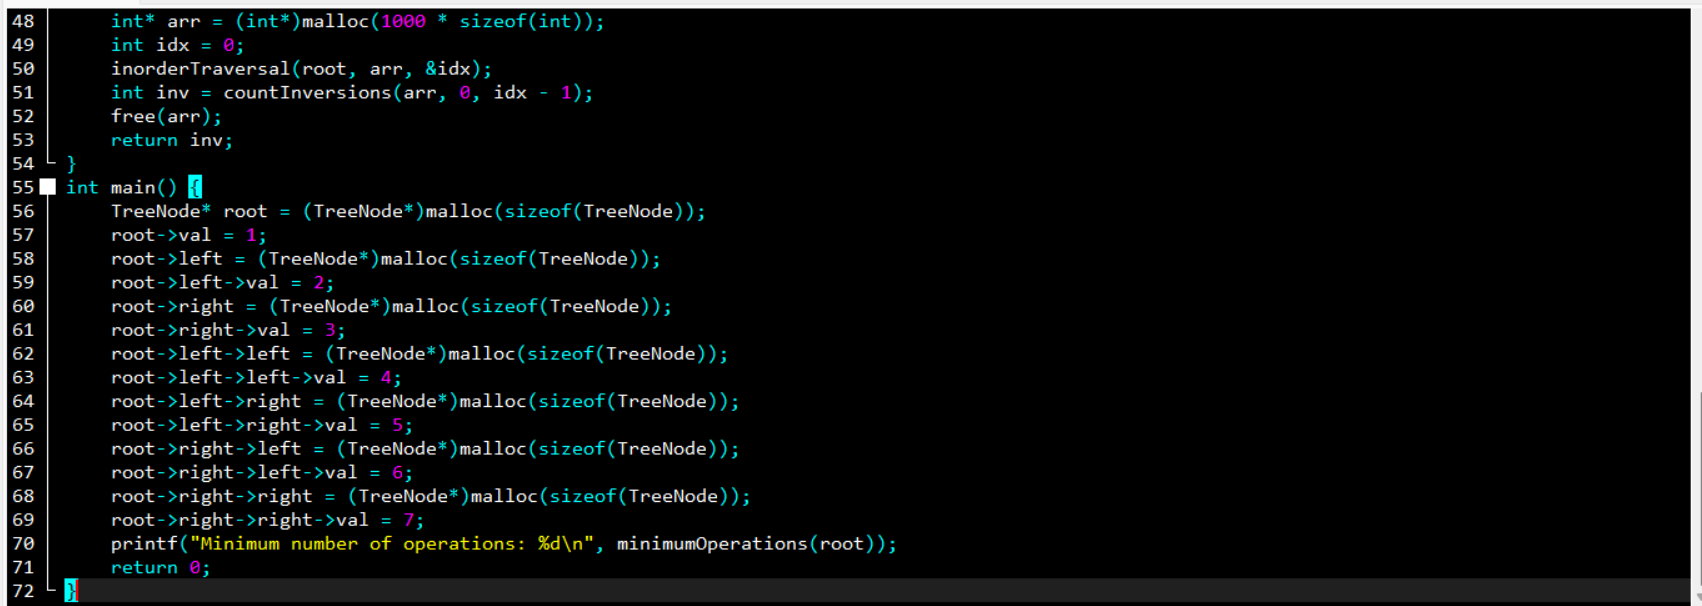 48 int* arr = (int*)malloc(1000 * sizeof(int));
49 int idx = 0;
50 inorderTraversal(root, arr, &idx);
51 int inv = countInversions(arr, 0, idx - 1);
52 free(arr);
53 return inv;
54 }
55 int main() {
56 TreeNode* root = (TreeNode*)malloc(sizeof(TreeNode));
57 root->val = 1;
58 root->left = (TreeNode*)malloc(sizeof(TreeNode));
59 root->left->val = 2;
60 root->right = (TreeNode*)malloc(sizeof(TreeNode));
61 root->right->val = 3;
62 root->left->left = (TreeNode*)malloc(sizeof(TreeNode));
63 root->left->left->val = 4;
64 root->left->right = (TreeNode*)malloc(sizeof(TreeNode));
65 root->left->right->val = 5;
66 root->right->left = (TreeNode*)malloc(sizeof(TreeNode));
67 root->right->left->val = 6;
68 root->right->right = (TreeNode*)malloc(sizeof(TreeNode));
69 root->right->right->val = 7;
70 printf("Minimum number of operations: %d\n", minimumOperations(root));
71 return 0;
72 }